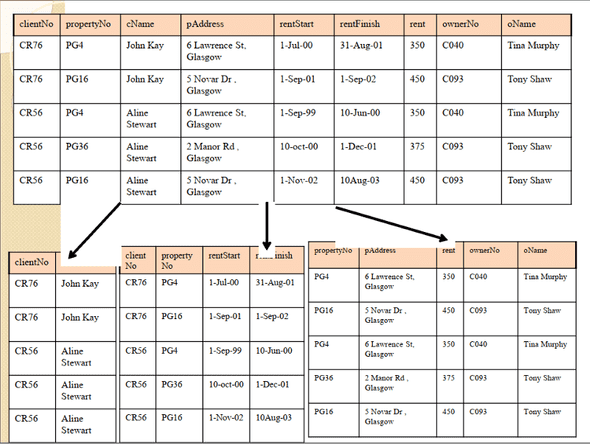 clientNo propertyNo cName pAddress rentStart rentFinish rent ownerNo oName
CR76 PG4 John Kay 6 Lawrence St, 1-Jul-00 31-Aug-01 350 C040 Tina Murphy
Glasgow
CR76 PG16 John Kay 5 Novar Dr , 1-Sep-01 1-Sep-02 450 C093 Tony Shaw
Glasgow
CR56 PG4 Aline 6 Lawrence St, 1-Sep-99 10-Jun-00 350 C040 Tina Murphy
Stewart Glasgow
CR56 PG36 Aline 2 Manor Rd , 10-oct-00 1-Dec-01 375 C093 Tony Shaw
Stewart Glasgow
CR56 PG16 Aline 5 Novar Dr , 1-Nov-02 10Aug-03 450 C093 Tony Shaw
Stewart Glasgow
clientNo
CR76 John Kay
CR76 John Kay
CR56 Aline
Stewart
CR56 Aline
Stewart
CR56 Aline
Stewart
client property rentStart
No No
CR76 PG4 1-Jul-00 31-Aug-01
CR76 PG16 1-Sep-01 1-Sep-02
CR56 PG4 1-Sep-99 10-Jun-00
CR56 PG36 10-oct-00 1-Dec-01
CR56 PG16 1-Nov-02 10Aug-03
propertyNo pAddress rent ownerNo oName
PG4 6 Lawrence St, 350 C040 Tina Murphy
Glasgow
PG16 5 Novar Dr , 450 C093 Tony Shaw
Glasgow
PG4 6 Lawrence St, 350 C040 Tina Murphy
Glasgow
PG36 2 Manor Rd , 375 C093 Tony Shaw
Glasgow
PG16 5 Novar Dr , 450 C093 Tony Shaw
Glasgow